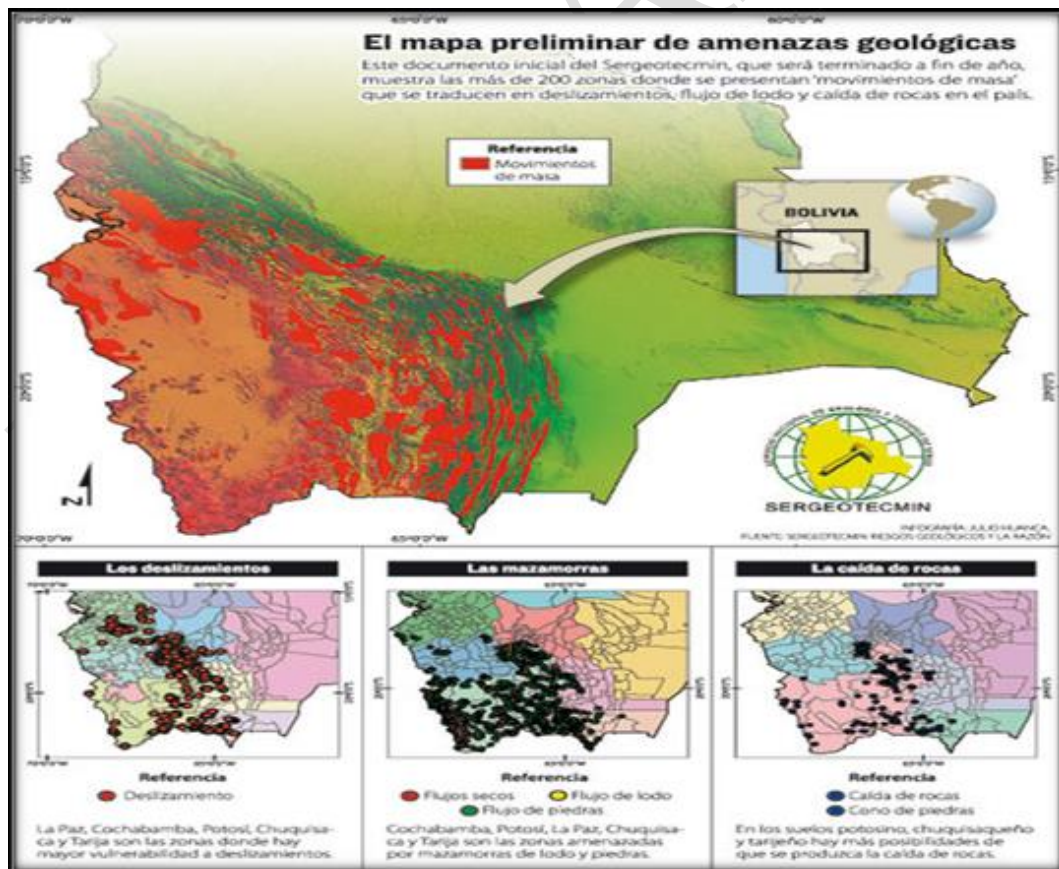 El mapa preliminar de amenazas geológicas
Este documento inicial del Sergeotecmin, que será terminado a fin de año,
muestra las más de 200 zonas donde se presentan 'movimientos de masa'
que se traducen en deslizamientos, flujo de lodo y caída de rocas en el país.
Referencia
Movimientos
de masa
BOLIVIA
N
SERGEOTECMIN
INFOGRAFÍA: JULIO HUANCA,
FUENTE: SERGEOTECMIN RIESGOS GEOLÓGICOS Y LA RAZÓN
Los deslizamientos
Referencia
Deslizamiento
La Paz, Cochabamba, Potosí, Chuquisa-
ca y Tarija son las zonas donde hay
mayor vulnerabilidad a deslizamientos.
Las mazamorras
Referencia
Flujos secos
Flujo de lodo
Flujo de piedras
Cochabamba, Potosí, La Paz, Chuquisa-
ca y Tarija son las zonas amenazadas
por mazamorras de lodo y piedras.
La caída de rocas
Referencia
Caída de rocas
Cono de piedras
En los suelos potosino, chuquisaqueño
y tarijeño hay más posibilidades de
que se produzca la caída de rocas.